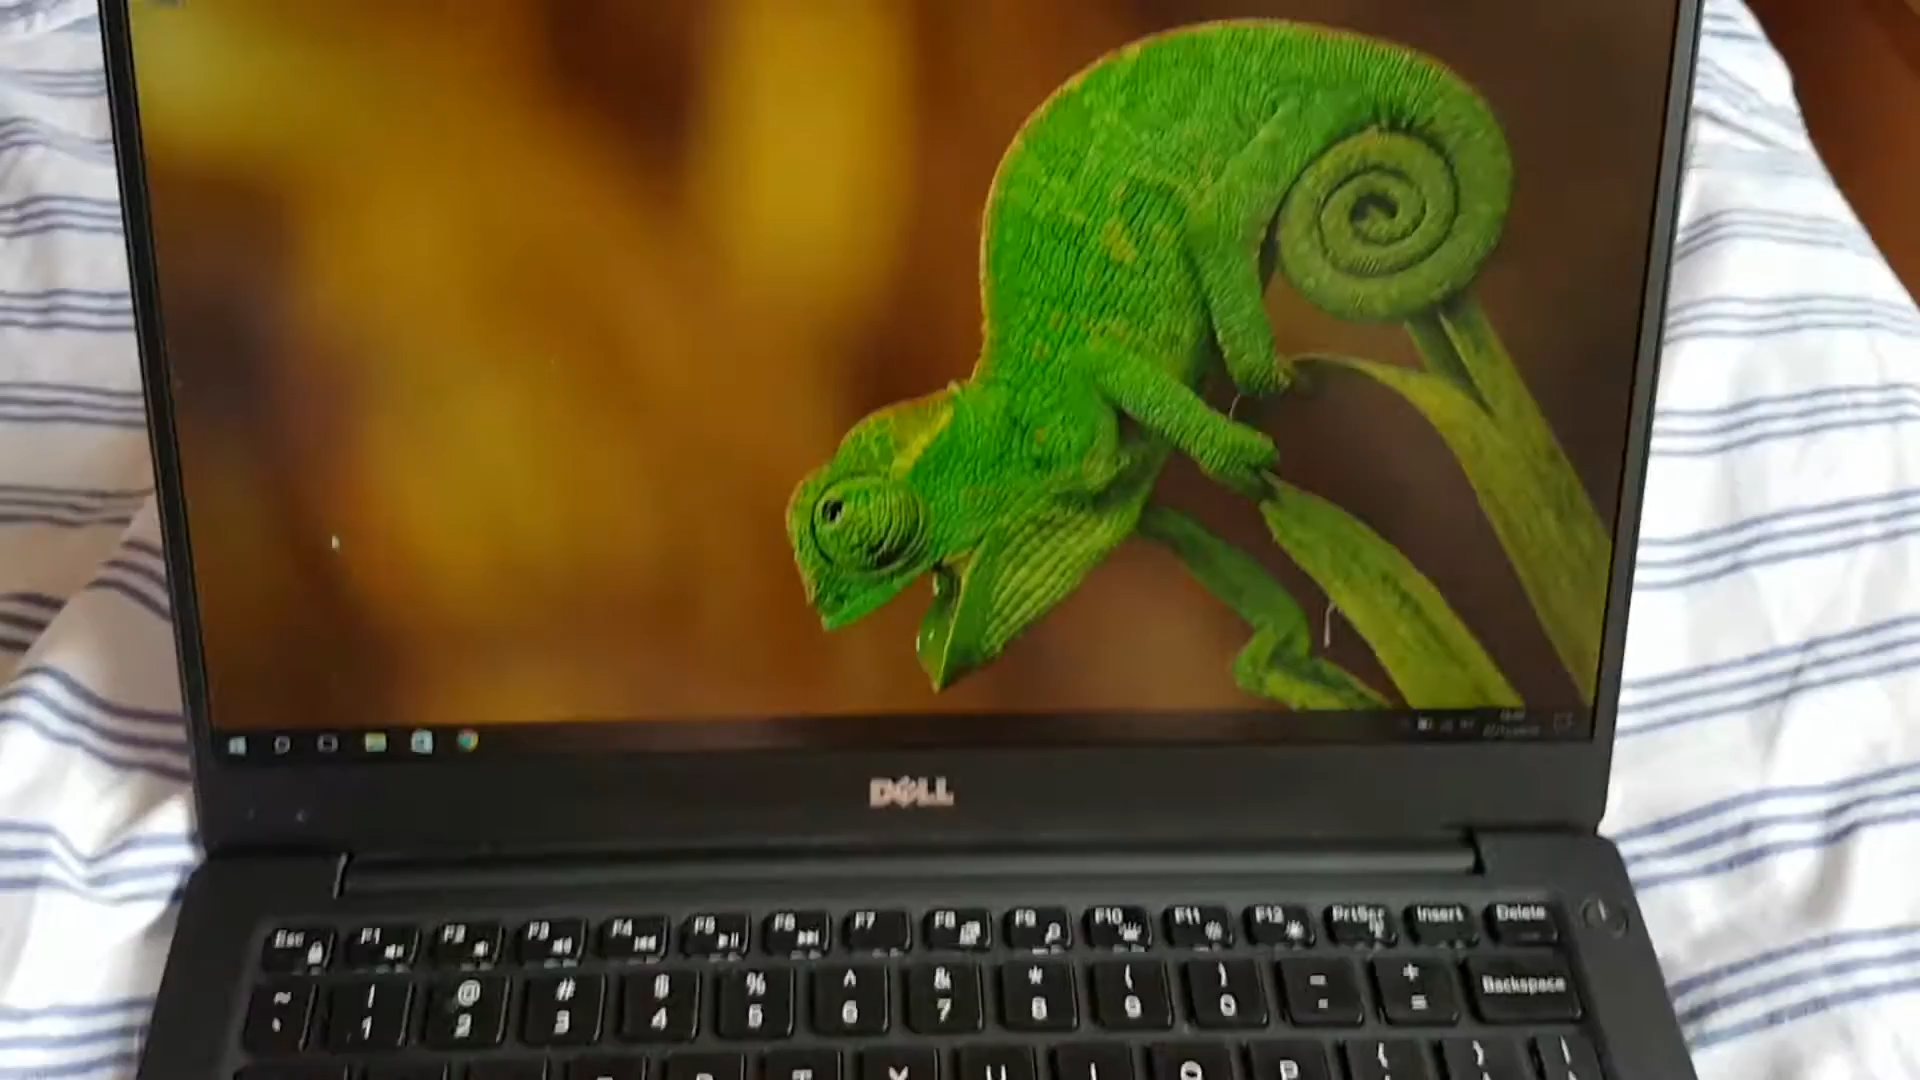 DELL
Esc F1 F2 F3 F4 F5 F6 F7 F8 F9 F10 F11 F12 PrtScr Insert Delete
~ ! @ # $ % ^ & * ( ) _ +
` 1 2 3 4 5 6 7 8 9 0 - = Backspace
Y U I O P { } |